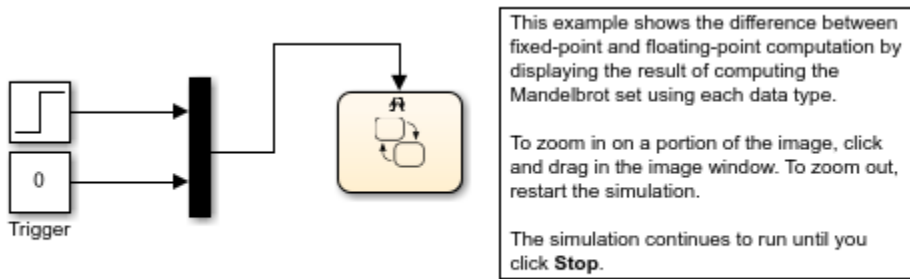 0
Trigger
This example shows the difference between
fixed-point and floating-point computation by
displaying the result of computing the
Mandelbrot set using each data type.
To zoom in on a portion of the image, click
and drag in the image window. To zoom out,
restart the simulation.
The simulation continues to run until you
click Stop.